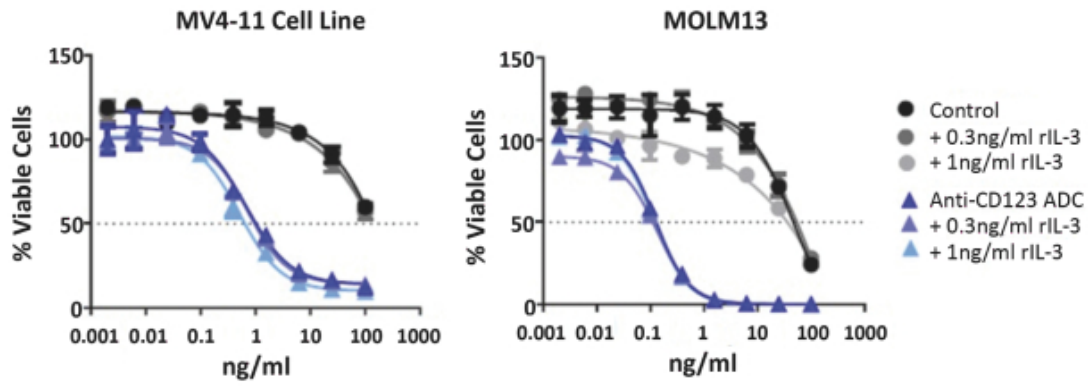 MV4-11 Cell Line
% Viable Cells
150
100
50
0
0.001 0.01 0.1 1 10 100 1000
ng/ml
MOLM13
% Viable Cells
150
100
50
0
0.001 0.01 0.1 1 10 100 1000
ng/ml
Control
+ 0.3ng/ml rIL-3
+ 1ng/ml rIL-3
Anti-CD123 ADC
+ 0.3ng/ml rIL-3
+ 1ng/ml rIL-3